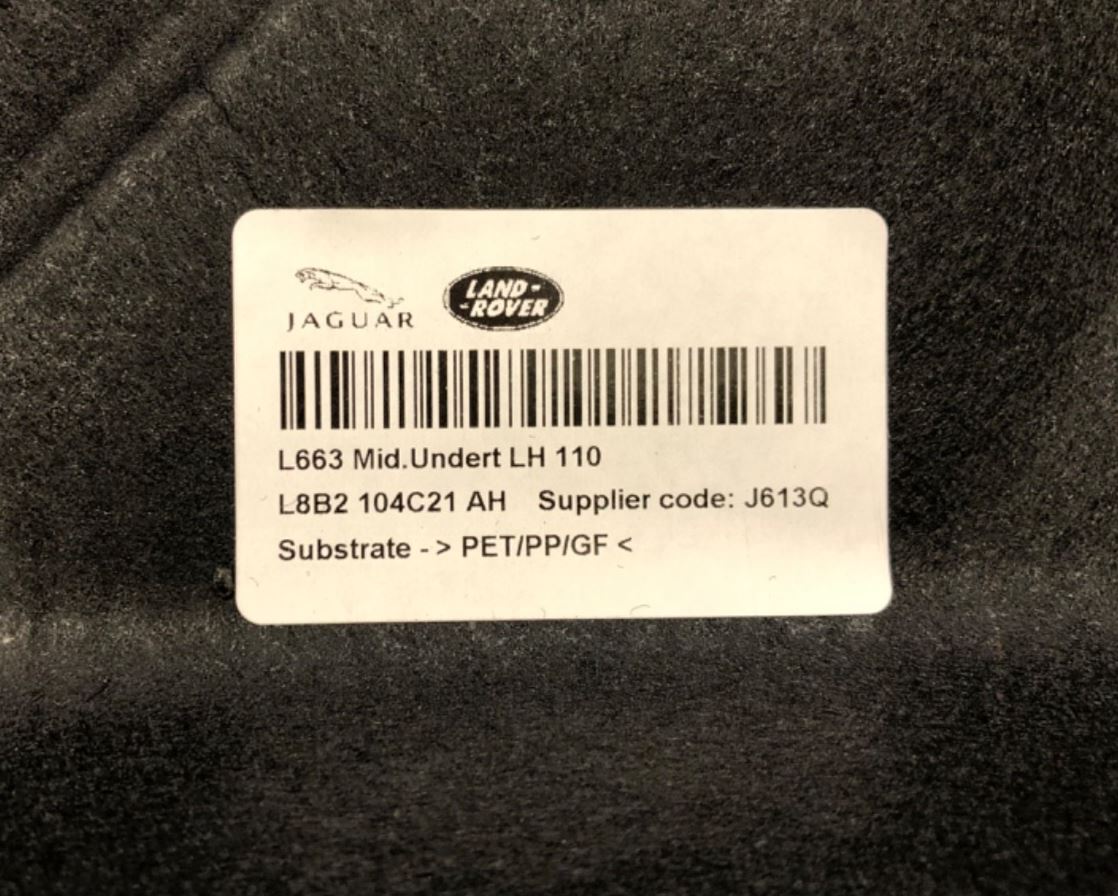 JAGUAR
LAND-
-ROVER
L663 Mid.Undert LH 110
L8B2 104C21 AH Supplier code: J613Q
Substrate - > PET/PP/GF <